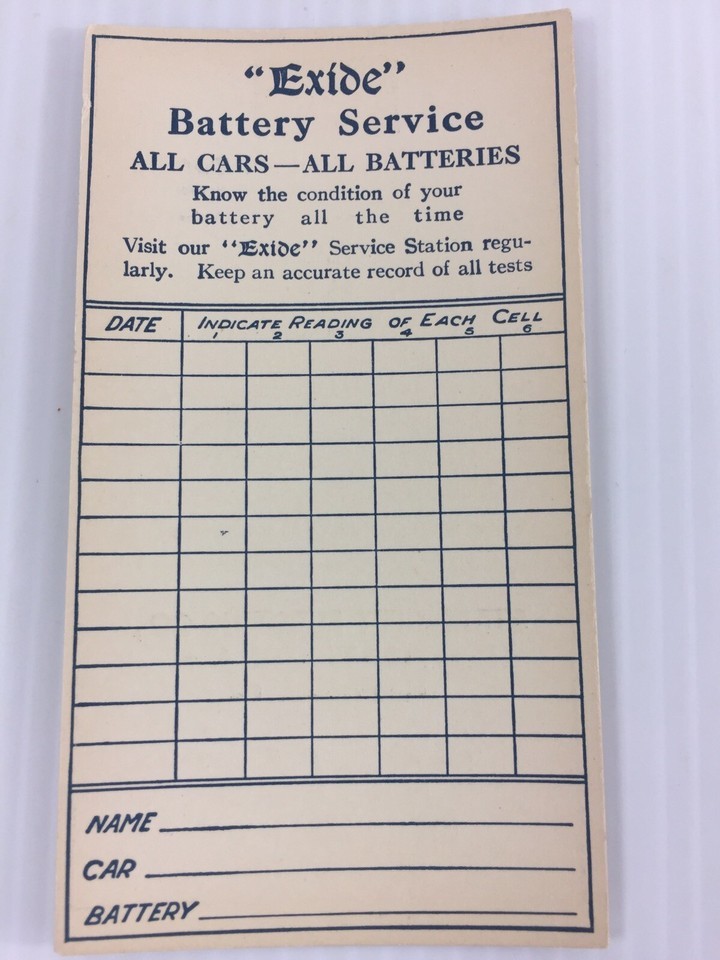 "Exide"
Battery Service
ALL CARS—ALL BATTERIES
Know the condition of your
battery all the time
Visit our "Exide" Service Station regu-
larly. Keep an accurate record of all tests
DATE INDICATE READING OF EACH CELL
1 2 3 4 5 6
NAME
CAR
BATTERY